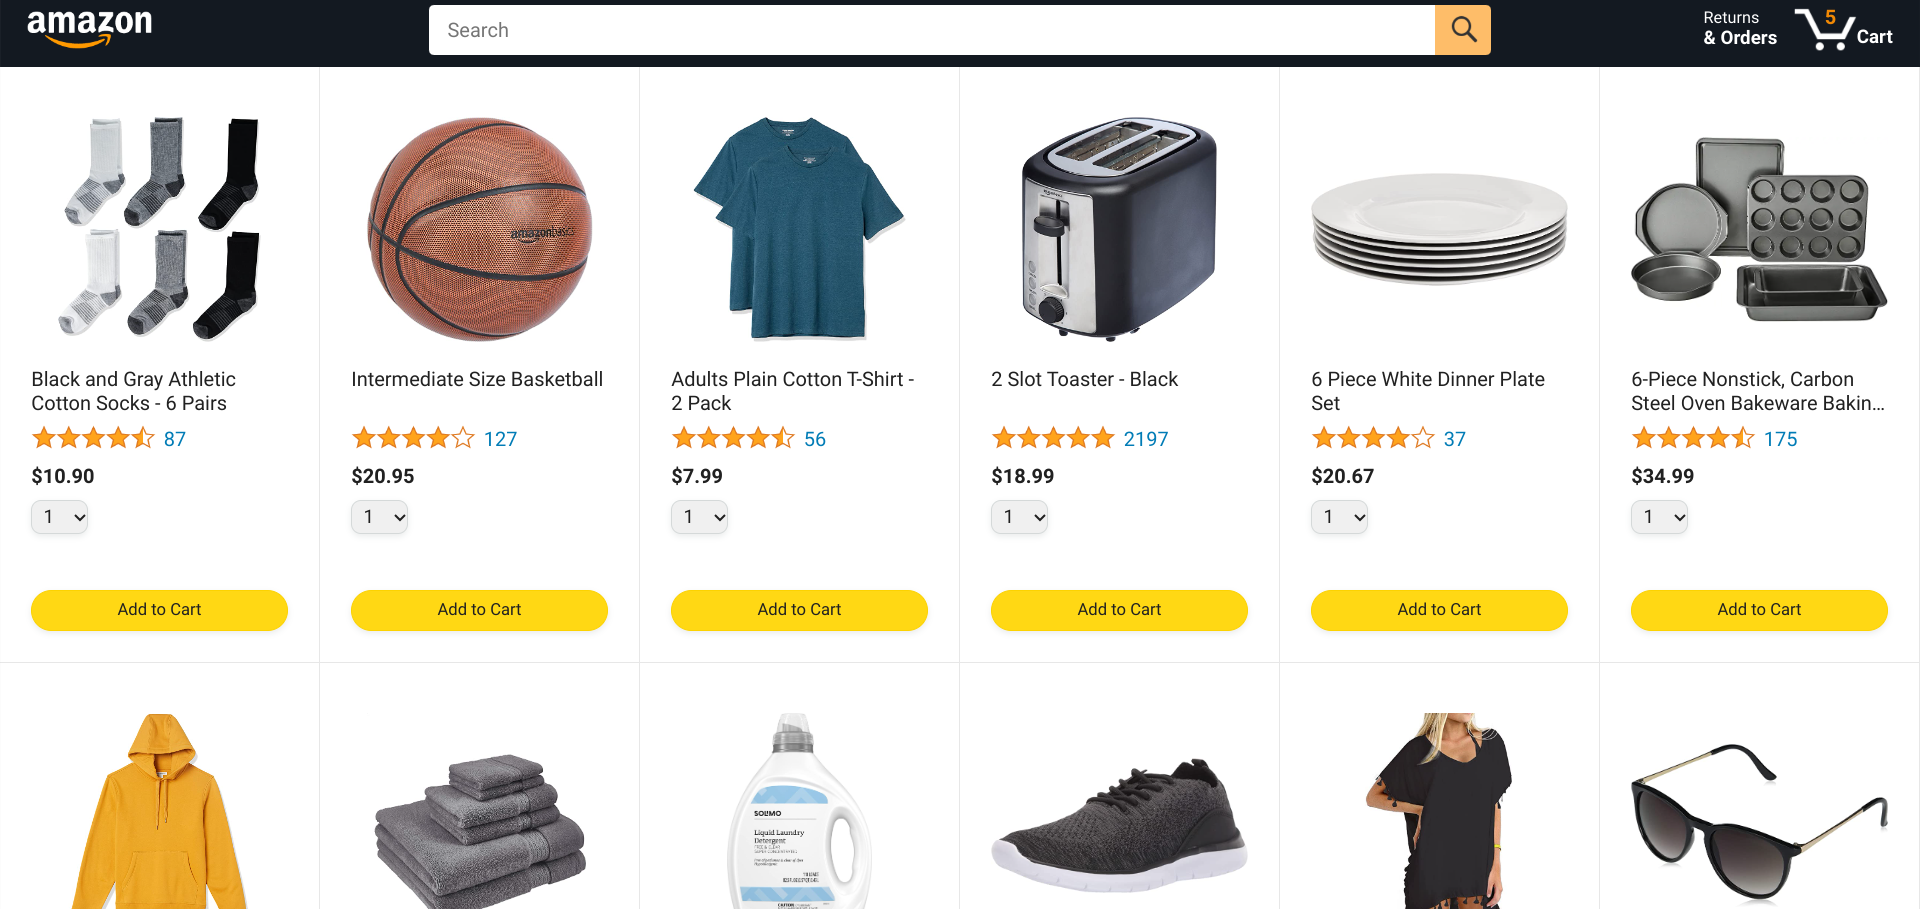 amazon
Search
Returns
& Orders
5
Cart
amazonbasics
Black and Gray Athletic
Cotton Socks - 6 Pairs
87
$10.90
1
Add to Cart
Intermediate Size Basketball
127
$20.95
1
Add to Cart
Adults Plain Cotton T-Shirt -
2 Pack
56
$7.99
1
Add to Cart
2 Slot Toaster - Black
2197
$18.99
1
Add to Cart
6 Piece White Dinner Plate
Set
37
$20.67
1
Add to Cart
6-Piece Nonstick, Carbon
Steel Oven Bakeware Bakin...
175
$34.99
1
Add to Cart
SOLIMO
Liquid Laundry
Detergent
FREE & CLEAR